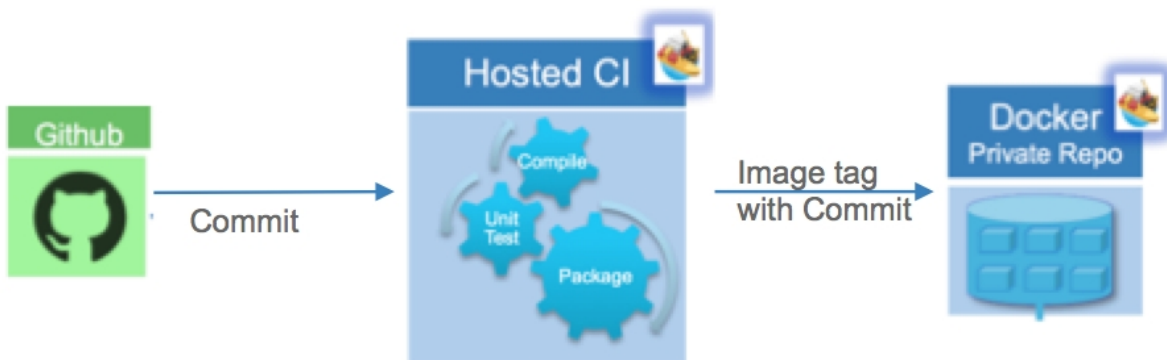 Github
Commit
Hosted CI
Compile
Unit
Test
Package
Image tag
with Commit
Docker
Private Repo